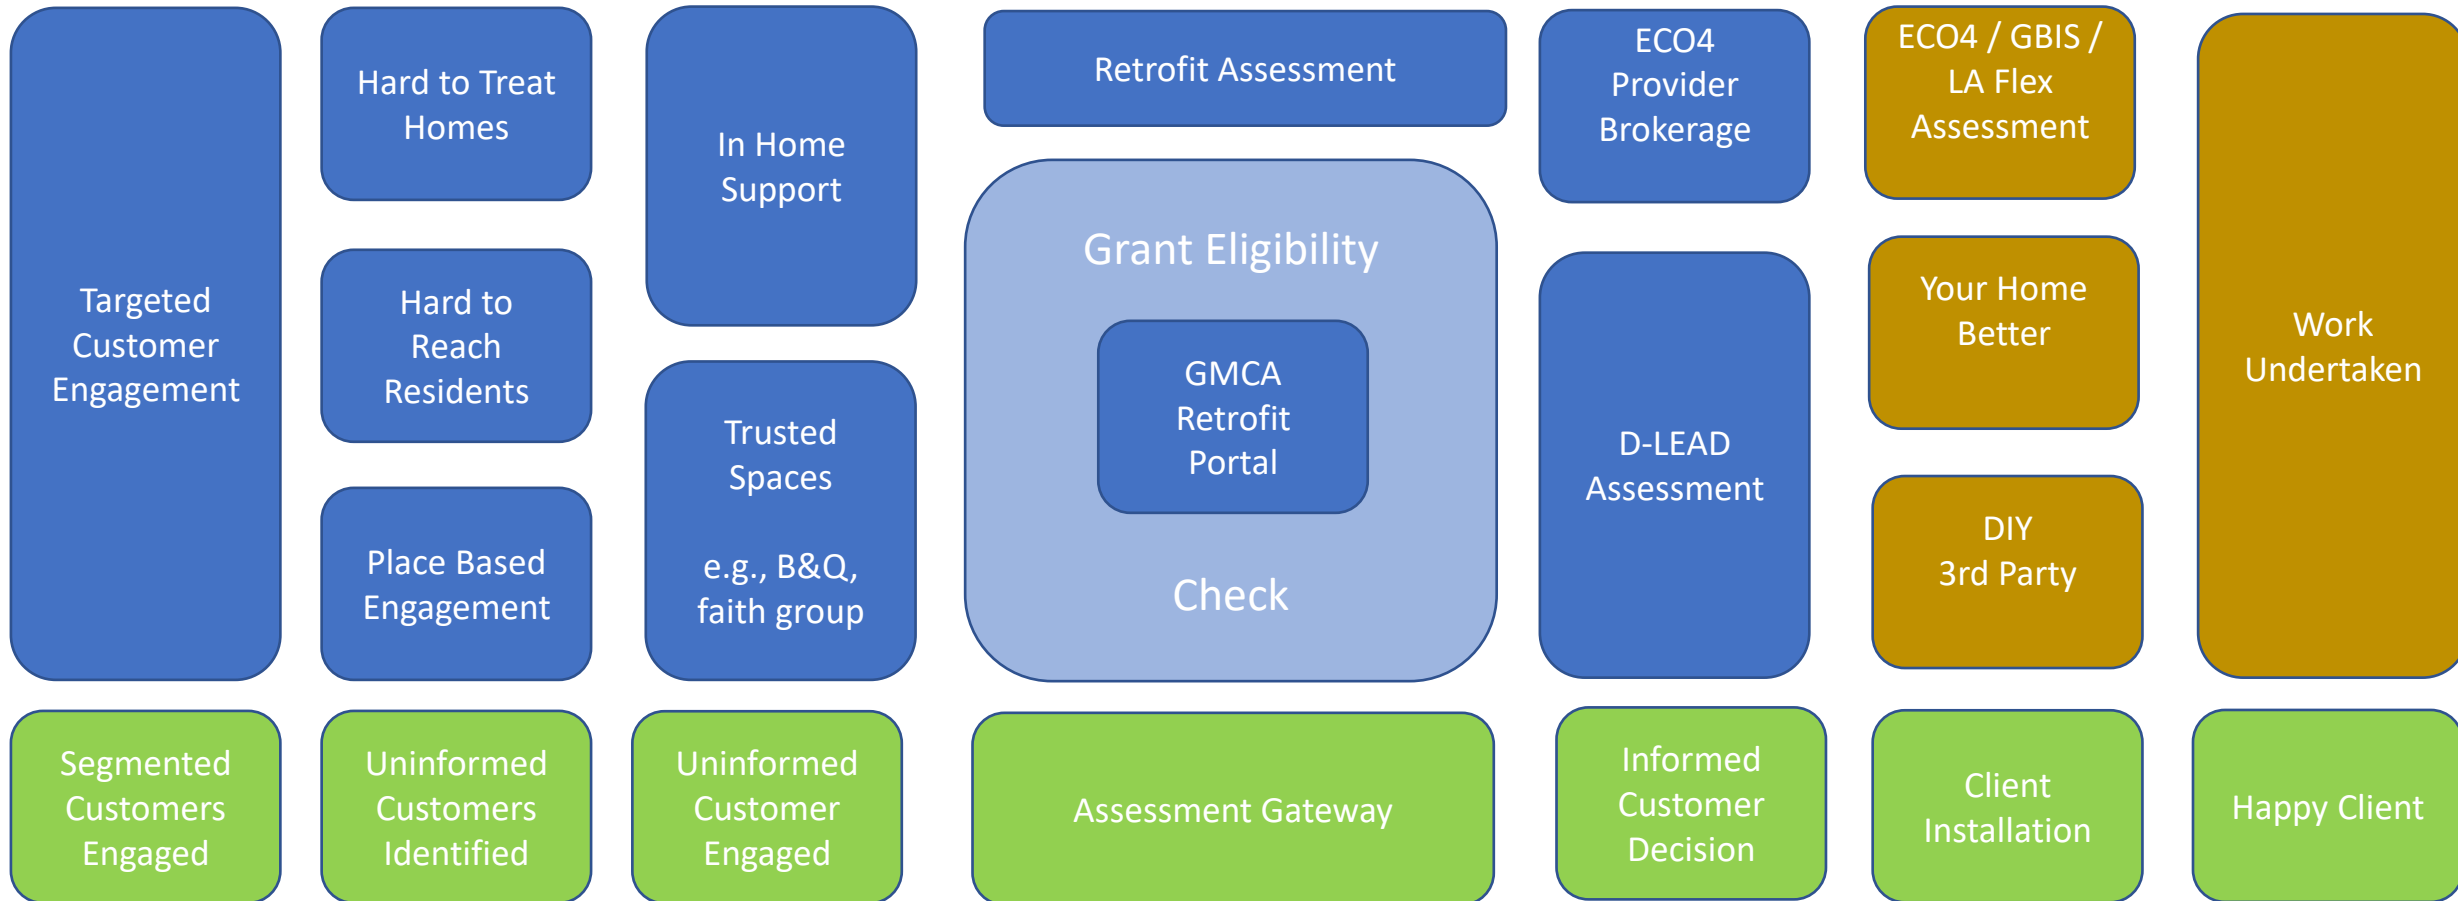 Targeted
Customer
Engagement
Hard to Treat
Homes
Hard to
Reach
Residents
Place Based
Engagement
In Home
Support
Trusted
Spaces
e.g., B&Q,
faith group
Retrofit Assessment
Grant Eligibility
GMCA
Retrofit
Portal
Check
ECO4
Provider
Brokerage
D-LEAD
Assessment
ECO4 / GBIS /
LA Flex
Assessment
Your Home
Better
DIY
3rd Party
Work
Undertaken
Segmented
Customers
Engaged
Uninformed
Customers
Identified
Uninformed
Customer
Engaged
Assessment Gateway
Informed
Customer
Decision
Client
Installation
Happy Client